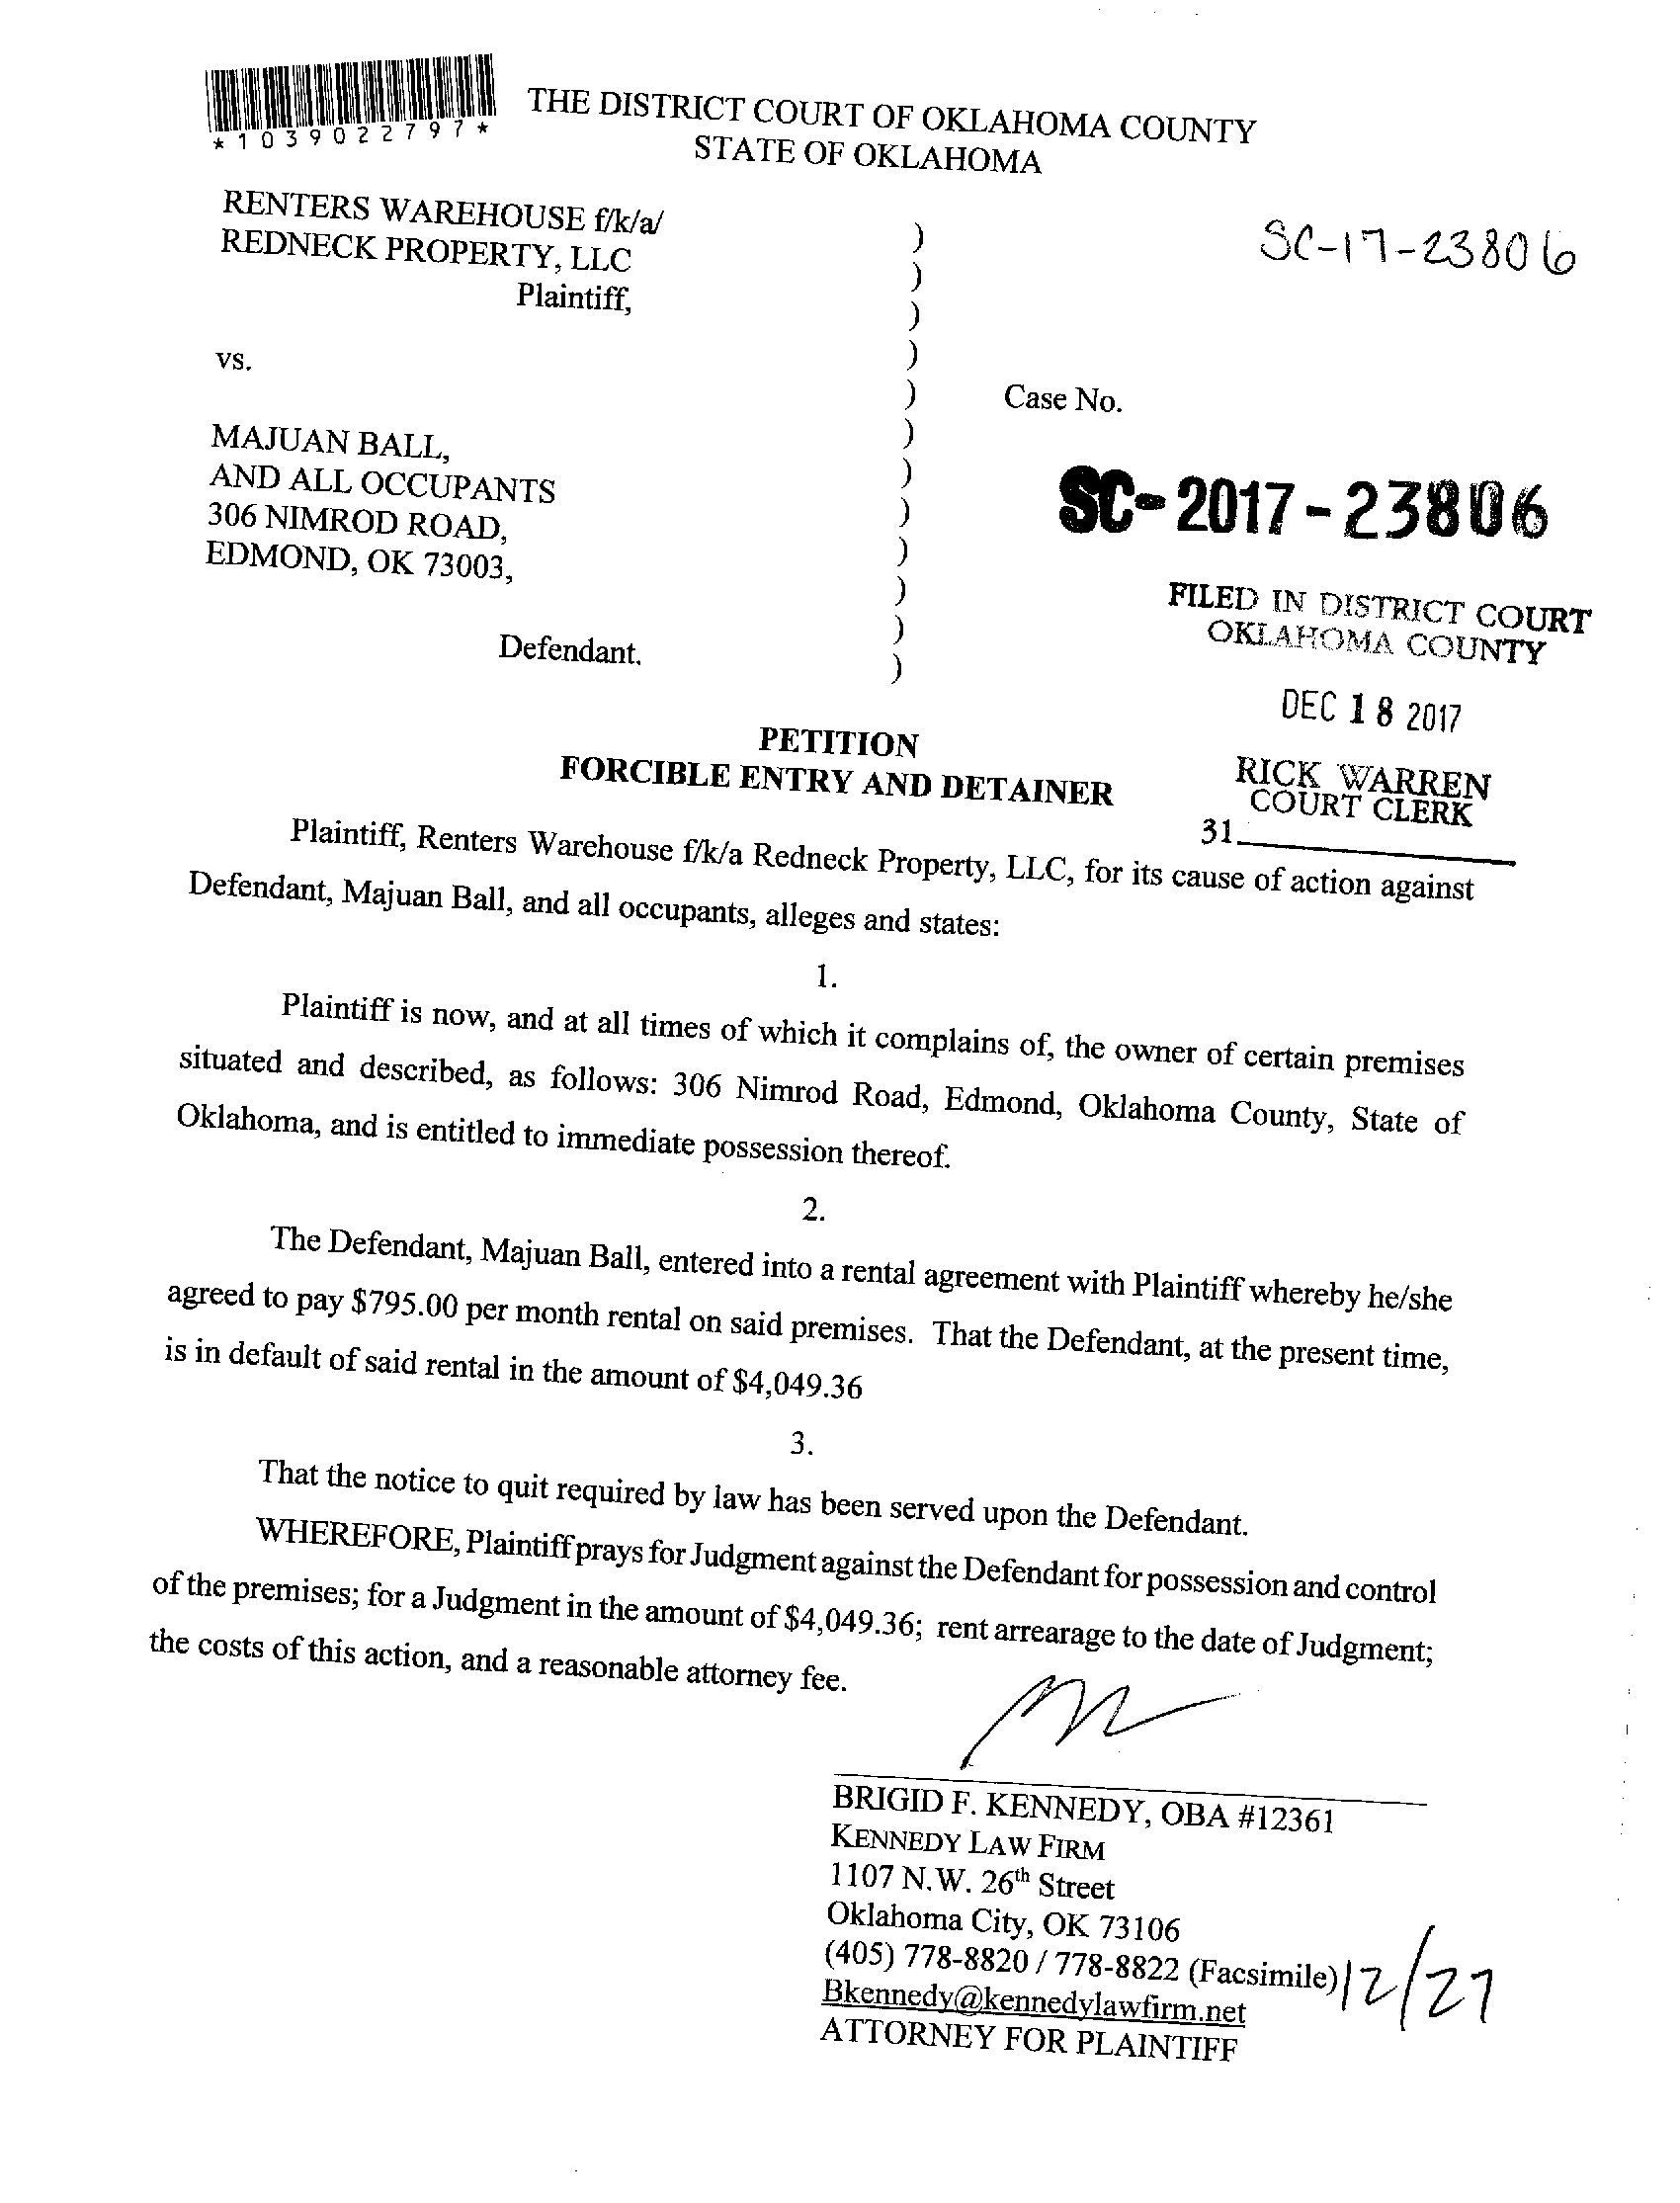 *1039022797*
THE DISTRICT COURT OF OKLAHOMA COUNTY
STATE OF OKLAHOMA
RENTERS WAREHOUSE f/k/a/
REDNECK PROPERTY, LLC
Plaintiff,
SC-17-23806
vs.
Case No.
MAJUAN BALL,
AND ALL OCCUPANTS
306 NIMROD ROAD,
EDMOND, OK 73003,
SC-2017-23806
Defendant.
)
)
)
)
)
)
)
)
)
)
)
)
FILED IN DISTRICT COURT
OKLAHOMA COUNTY
DEC 18 2017
RICK WARREN
COURT CLERK
31
PETITION
FORCIBLE ENTRY AND DETAINER
Plaintiff, Renters Warehouse f/k/a Redneck Property, LLC, for its cause of action against
Defendant, Majuan Ball, and all occupants, alleges and states:
1.
Plaintiff is now, and at all times of which it complains of, the owner of certain premises
situated and described, as follows: 306 Nimrod Road, Edmond, Oklahoma County, State of
Oklahoma, and is entitled to immediate possession thereof.
2.
The Defendant, Majuan Ball, entered into a rental agreement with Plaintiff whereby he/she
agreed to pay $795.00 per month rental on said premises. That the Defendant, at the present time,
is in default of said rental in the amount of $4,049.36
3.
That the notice to quit required by law has been served upon the Defendant.
WHEREFORE, Plaintiff prays for Judgment against the Defendant for possession and control
of the premises; for a Judgment in the amount of $4,049.36; rent arrearage to the date of Judgment;
the costs of this action, and a reasonable attorney fee.
BRIGID F. KENNEDY, OBA #12361
KENNEDY LAW FIRM
1107 N.W. 26th Street
Oklahoma City, OK 73106
(405) 778-8820 / 778-8822 (Facsimile)
Bkennedy@kennedylawfirm.net
ATTORNEY FOR PLAINTIFF
12/27